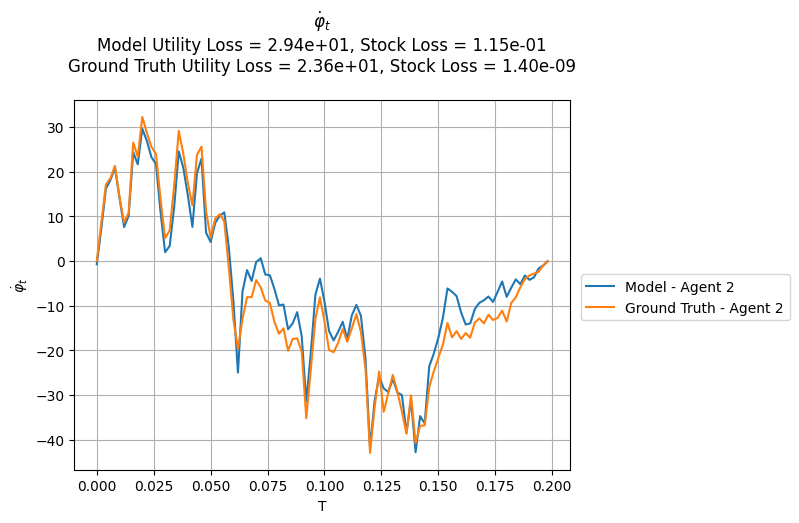 φ̇ₜ
Model Utility Loss = 2.94e+01, Stock Loss = 1.15e-01
Ground Truth Utility Loss = 2.36e+01, Stock Loss = 1.40e-09
30
20
10
0
−10
−20
−30
−40
φ̇ₜ
0.000
0.025
0.050
0.075
0.100
0.125
0.150
0.175
0.200
T
Model - Agent 2
Ground Truth - Agent 2